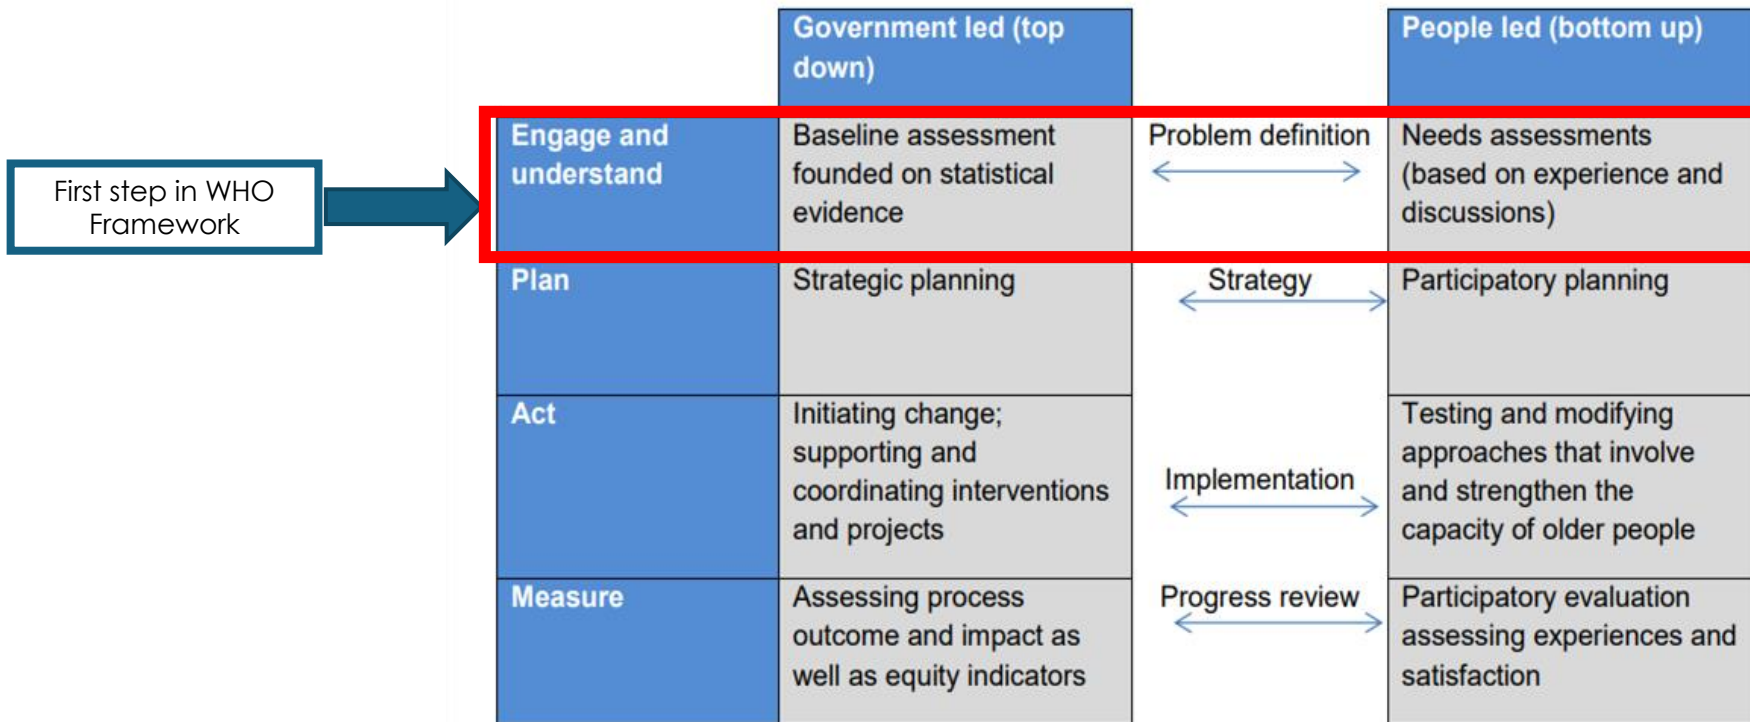 Government led (top
down)
People led (bottom up)
First step in WHO
Framework
Engage and
understand
Baseline assessment
founded on statistical
evidence
Problem definition
Needs assessments
(based on experience and
discussions)
Plan
Strategic planning
Strategy
Participatory planning
Act
Initiating change;
supporting and
coordinating interventions
and projects
Implementation
Testing and modifying
approaches that involve
and strengthen the
capacity of older people
Measure
Assessing process
outcome and impact as
well as equity indicators
Progress review
Participatory evaluation
assessing experiences and
satisfaction